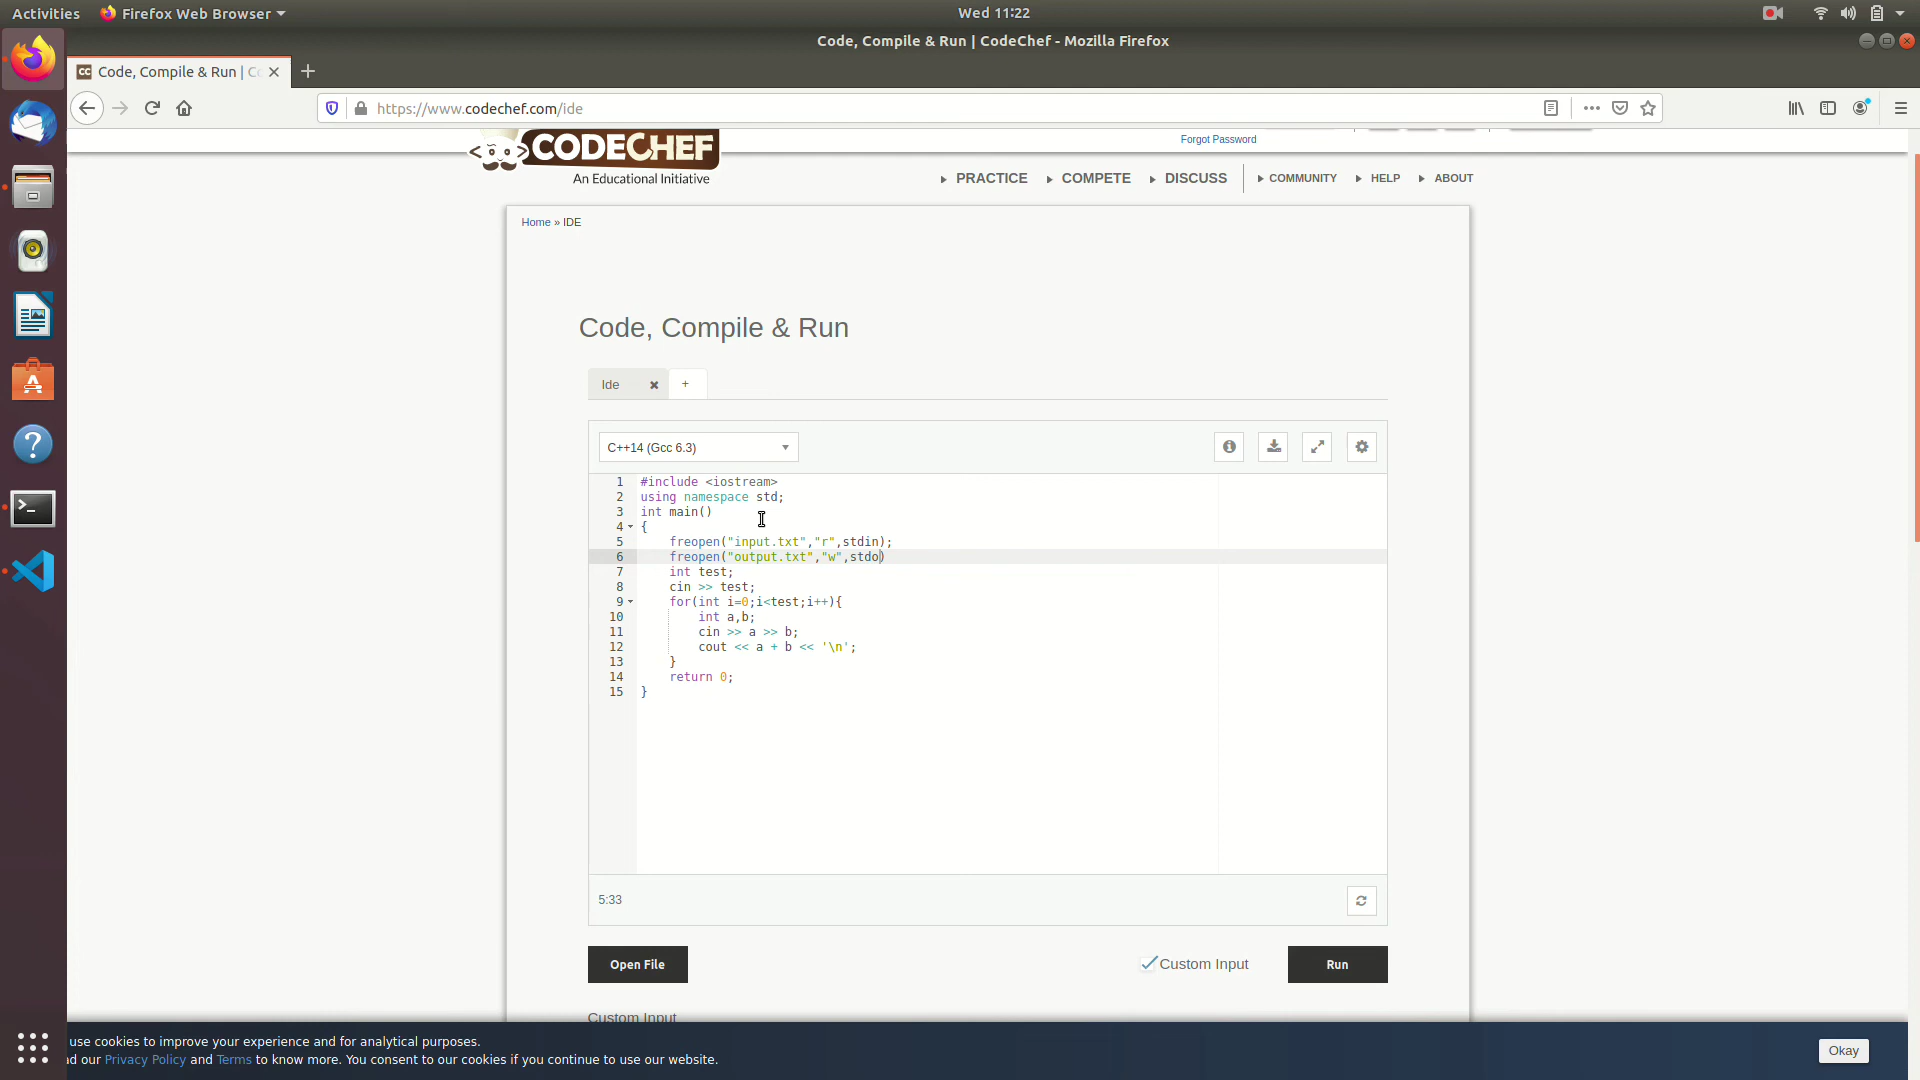 Activities
Firefox Web Browser
Wed 11:22
Code, Compile & Run | CodeChef - Mozilla Firefox
Code, Compile & Run |
https://www.codechef.com/ide
Forgot Password
CODECHEF
An Educational Initiative
PRACTICE
COMPETE
DISCUSS
COMMUNITY
HELP
ABOUT
Home » IDE
Code, Compile & Run
Ide
+
C++14 (Gcc 6.3)
1 #include <iostream>
2 using namespace std;
3 int main()
4 {
5 freopen("input.txt","r",stdin);
6 freopen("output.txt","w",stdo)
7 int test;
8 cin >> test;
9 for(int i=0;i<test;i++){
10 int a,b;
11 cin >> a >> b;
12 cout << a + b << '\n';
13 }
14 return 0;
15 }
5:33
Open File
Custom Input
Run
Custom Input
use cookies to improve your experience and for analytical purposes.
d our Privacy Policy and Terms to know more. You consent to our cookies if you continue to use our website.
Okay